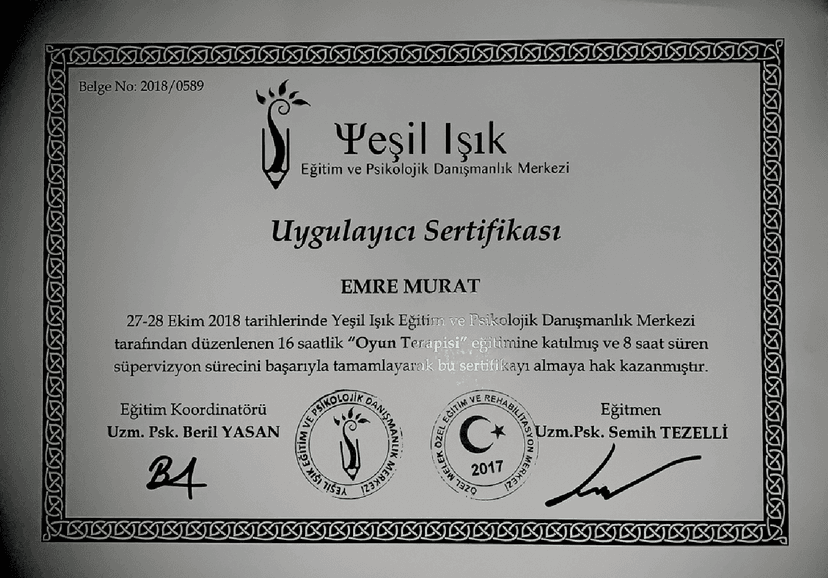 Belge No: 2018/0589
Yeşil Işık
Eğitim ve Psikolojik Danışmanlık Merkezi
Uygulayıcı Sertifikası
EMRE MURAT
27-28 Ekim 2018 tarihlerinde Yeşil Işık Eğitim ve Psikolojik Danışmanlık Merkezi
tarafından düzenlenen 16 saatlik "Oyun Terapisi" eğitimine katılmış ve 8 saat süren
süpervizyon sürecini başarıyla tamamlayarak bu sertifikayı almaya hak kazanmıştır.
Eğitim Koordinatörü
Uzm. Psk. Beril YASAN
YEŞİL IŞIK EĞİTİM VE PSİKOLOJİK DANIŞMANLIK MERKEZİ
ÖZEL MELEK ÖZEL EĞİTİM VE REHABİLİTASYON MERKEZİ
2017
Eğitmen
Uzm.Psk. Semih TEZELLİ